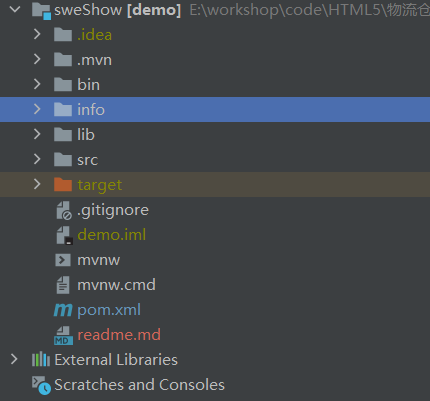 sweShow [demo] E:\workshop\code\HTML5\物流仓
.idea
.mvn
bin
info
lib
src
target
.gitignore
demo.iml
mvnw
mvnw.cmd
m pom.xml
MD readme.md
External Libraries
Scratches and Consoles